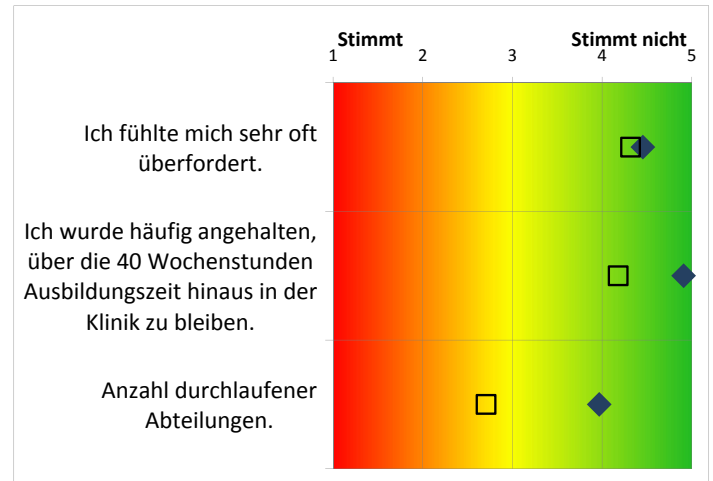 Stimmt Stimmt nicht
1 2 3 4 5
Ich fühlte mich sehr oft
überfordert.
Ich wurde häufig angehalten,
über die 40 Wochenstunden
Ausbildungszeit hinaus in der
Klinik zu bleiben.
Anzahl durchlaufener
Abteilungen.